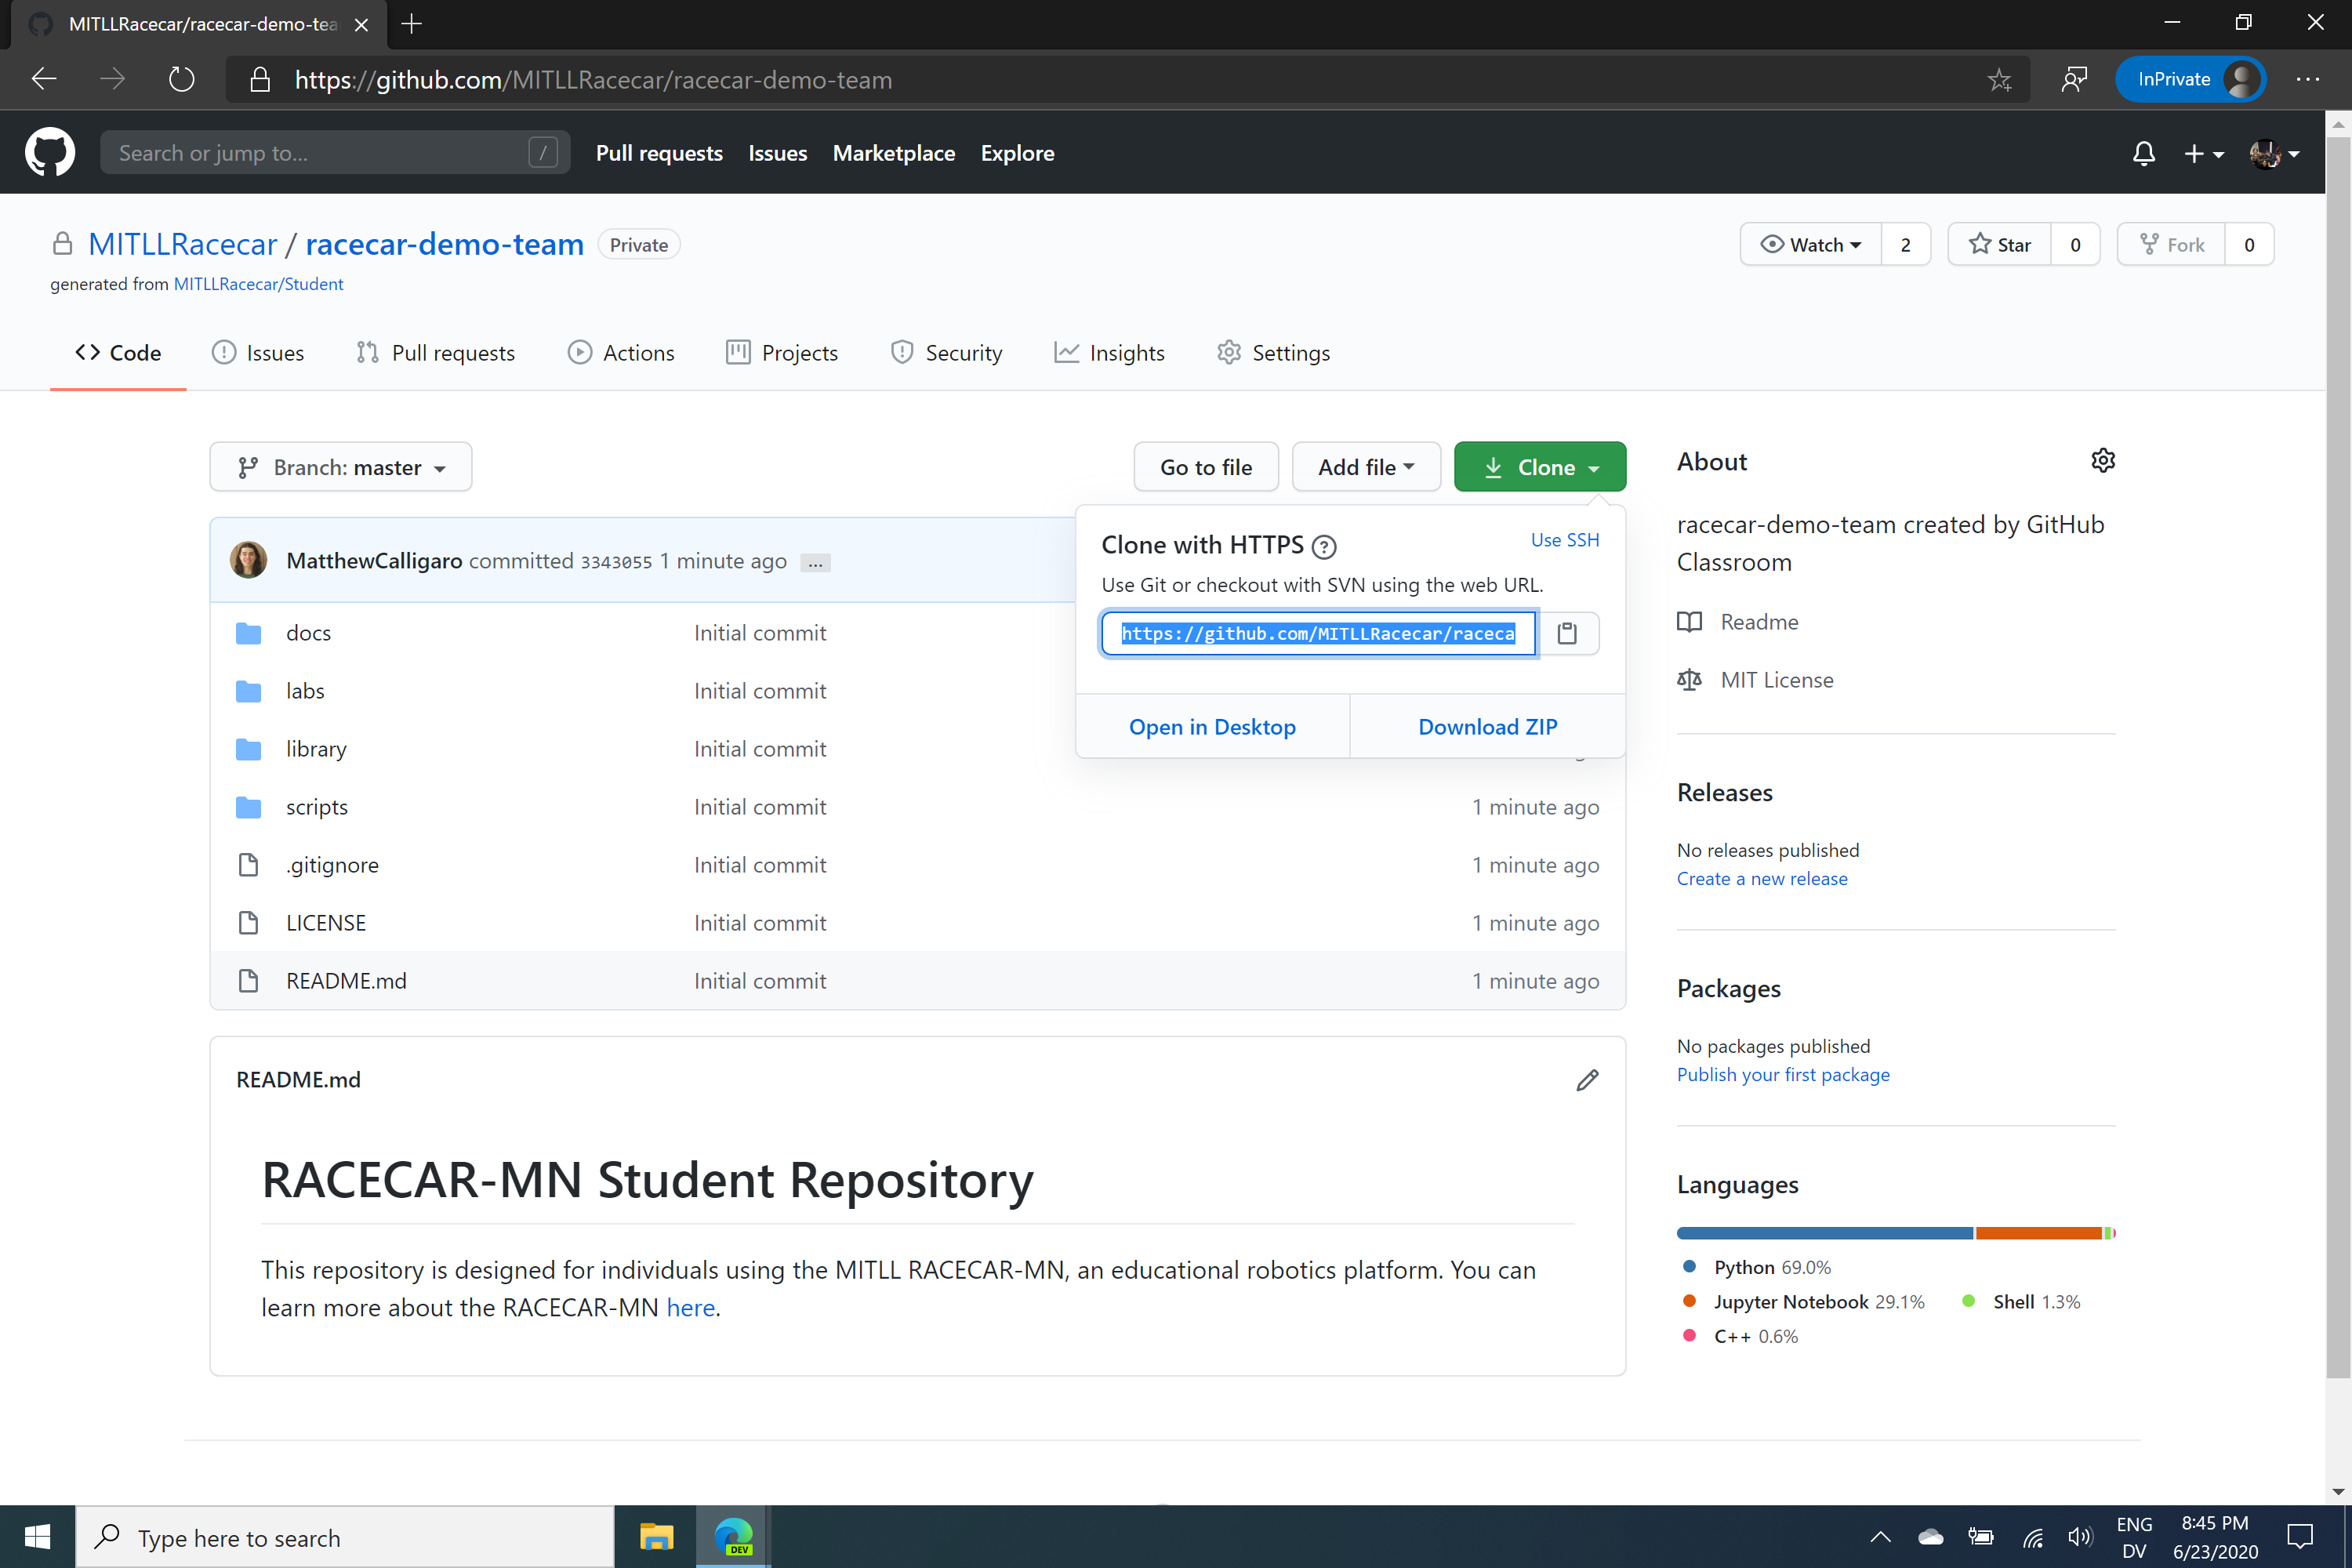 MITLLRacecar/racecar-demo-tea
https://github.com/MITLLRacecar/racecar-demo-team
InPrivate
Search or jump to...
/
Pull requests
Issues
Marketplace
Explore
MITLLRacecar / racecar-demo-team
Private
Watch 2
Star 0
Fork 0
generated from MITLLRacecar/Student
Code
Issues
Pull requests
Actions
Projects
Security
Insights
Settings
Branch: master
Go to file
Add file
Clone
Clone with HTTPS
Use SSH
Use Git or checkout with SVN using the web URL.
https://github.com/MITLLRacecar/raceca
Open in Desktop
Download ZIP
MatthewCalligaro committed 3343055 1 minute ago ...
docs Initial commit
labs Initial commit
library Initial commit
scripts Initial commit 1 minute ago
.gitignore Initial commit 1 minute ago
LICENSE Initial commit 1 minute ago
README.md Initial commit 1 minute ago
README.md
RACECAR-MN Student Repository
This repository is designed for individuals using the MITLL RACECAR-MN, an educational robotics platform. You can
learn more about the RACECAR-MN here.
About
racecar-demo-team created by GitHub
Classroom
Readme
MIT License
Releases
No releases published
Create a new release
Packages
No packages published
Publish your first package
Languages
Python 69.0%
Jupyter Notebook 29.1%
Shell 1.3%
C++ 0.6%
Type here to search
DEV
ENG
DV
8:45 PM
6/23/2020